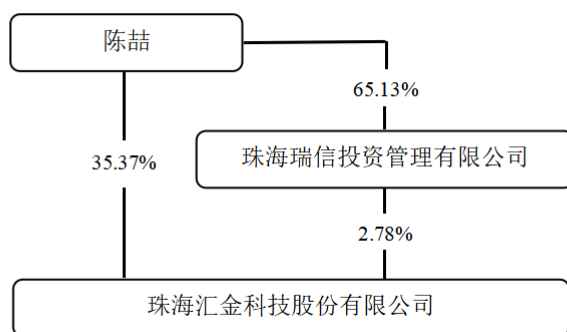 陈喆
65.13%
珠海瑞信投资管理有限公司
35.37%
2.78%
珠海汇金科技股份有限公司